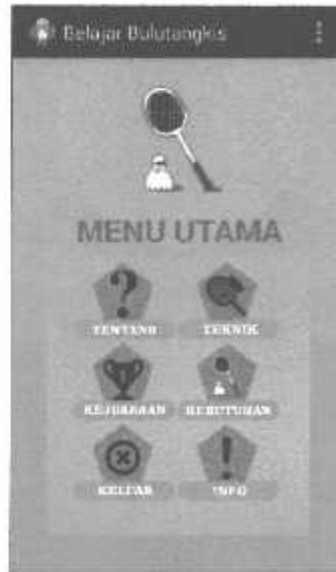 Belajar Bulutangkis
MENU UTAMA
TENTANG TEKNIK
KEJUARAAN KEBUTUHAN
KELUAR INFO